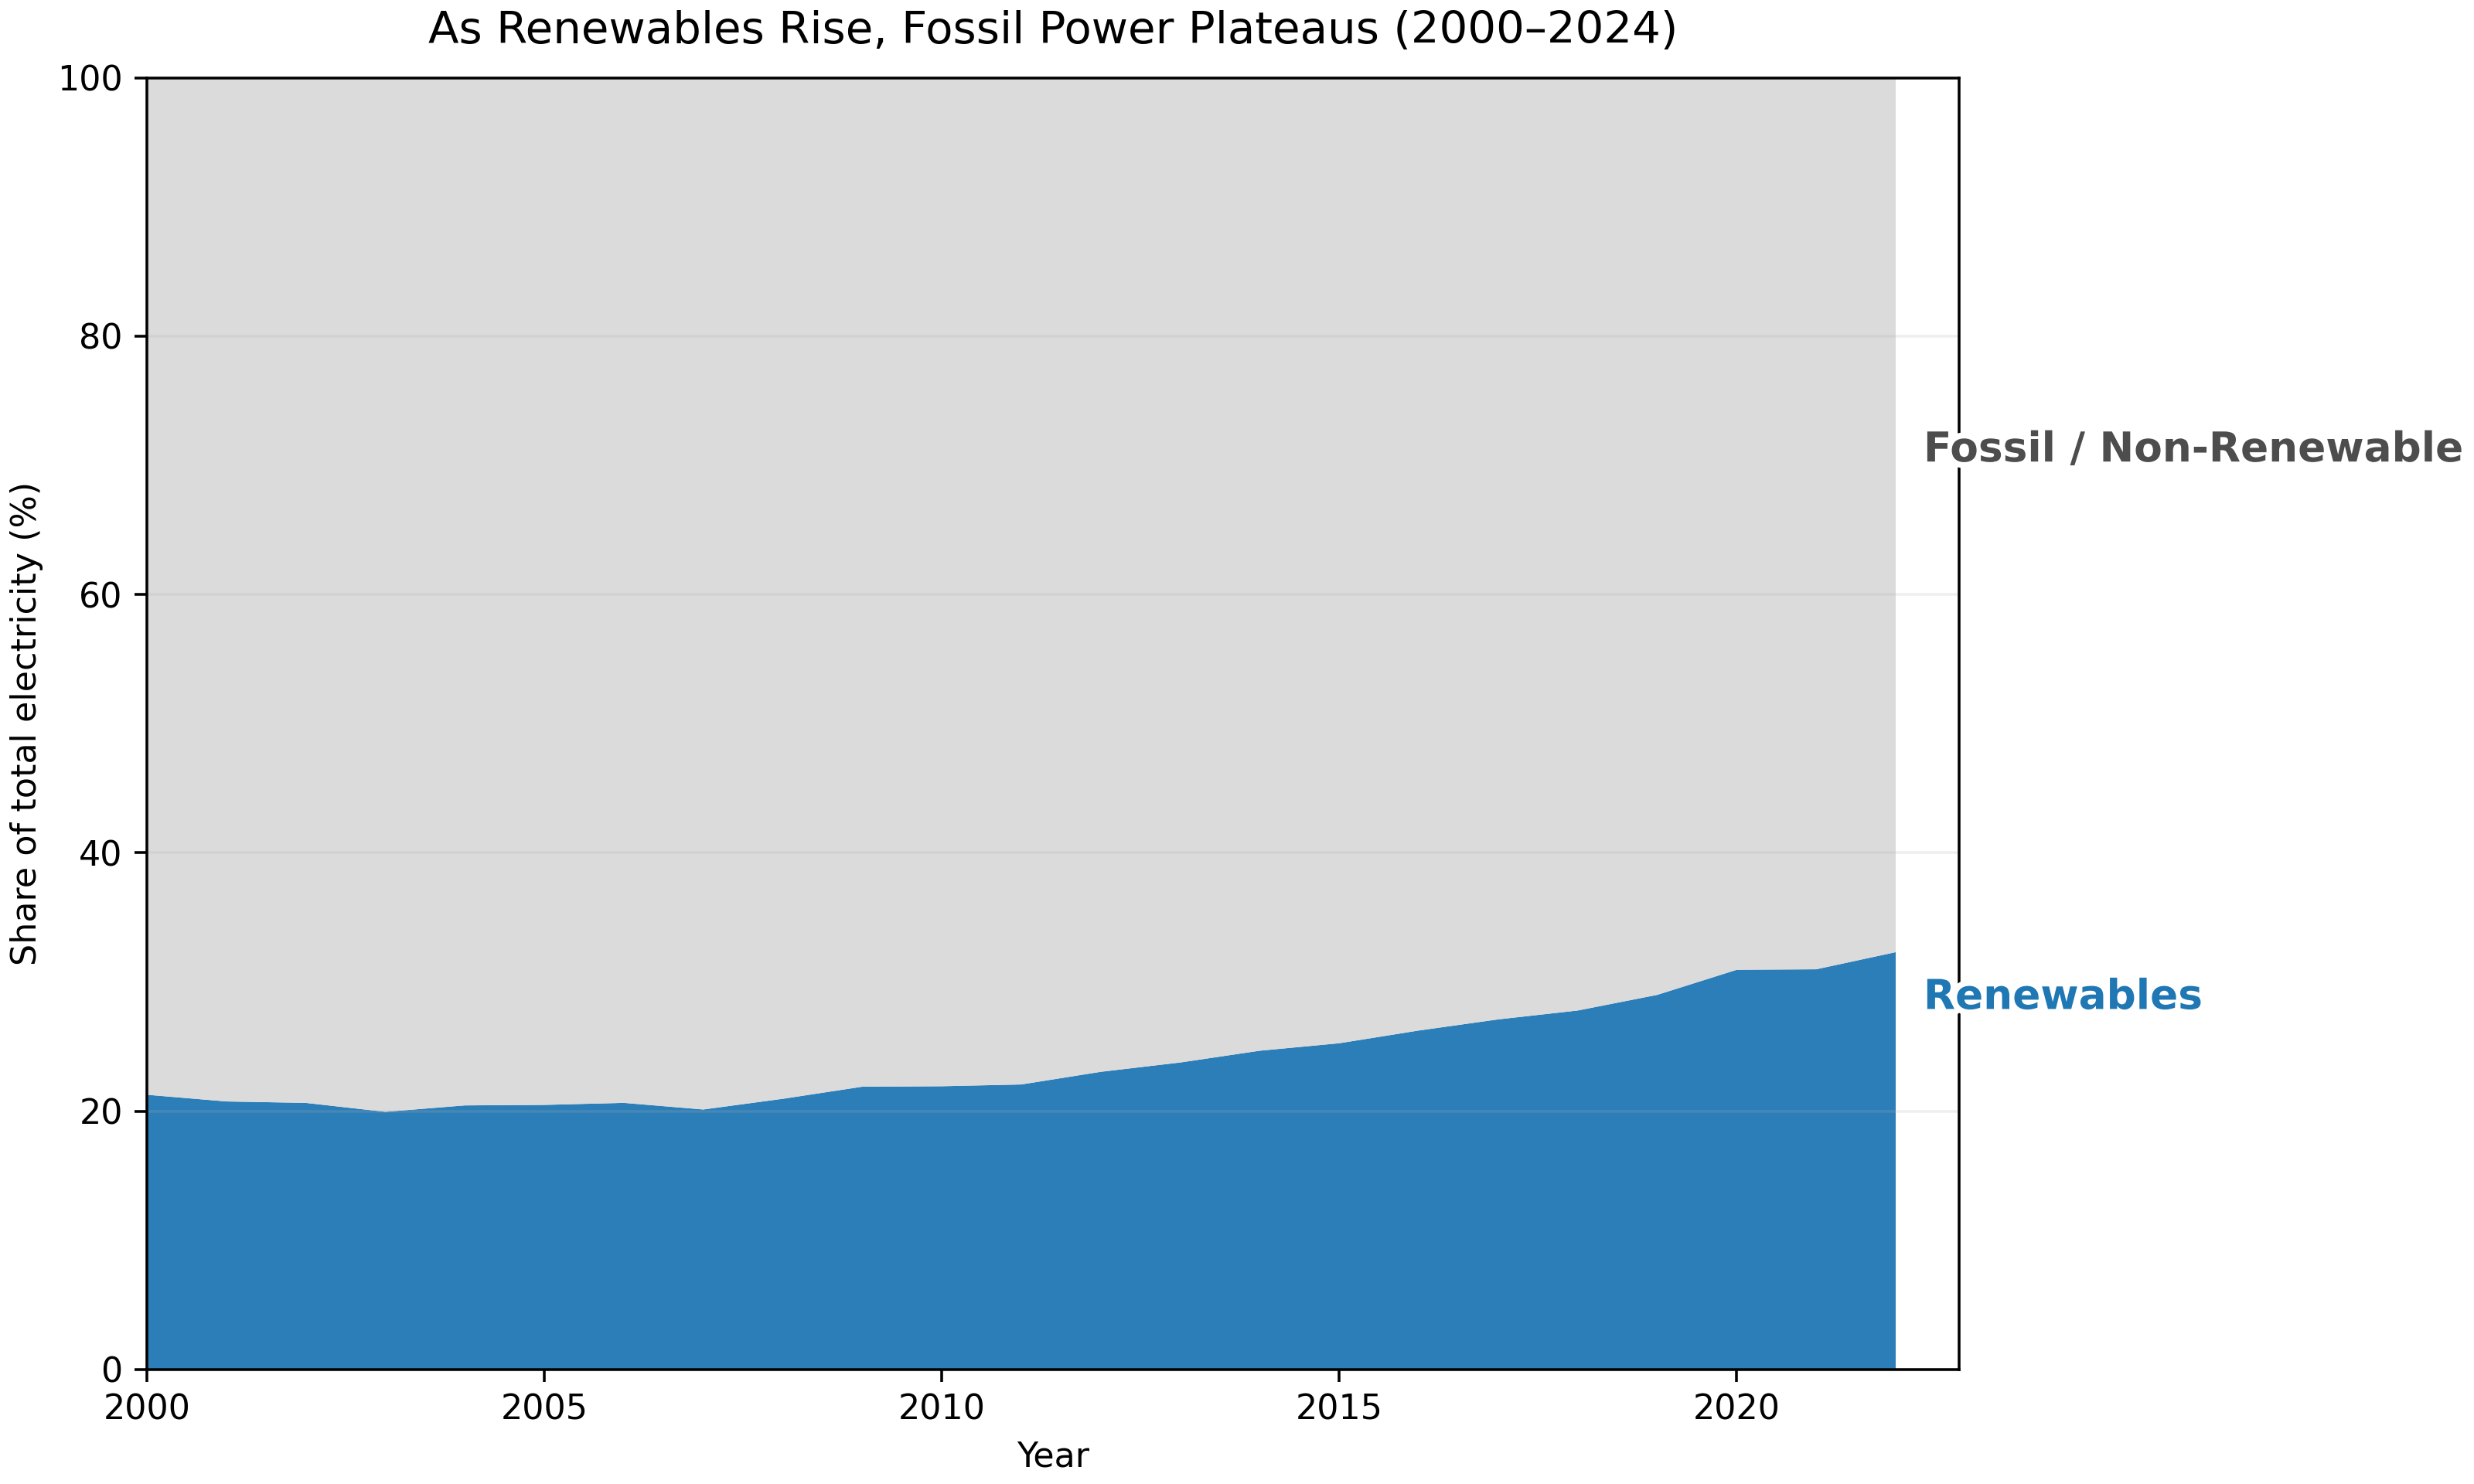 As Renewables Rise, Fossil Power Plateaus (2000–2024)
100
80
60
40
20
0
Share of total electricity (%)
Fossil / Non-Renewable
Renewables
2000
2005
2010
2015
2020
Year